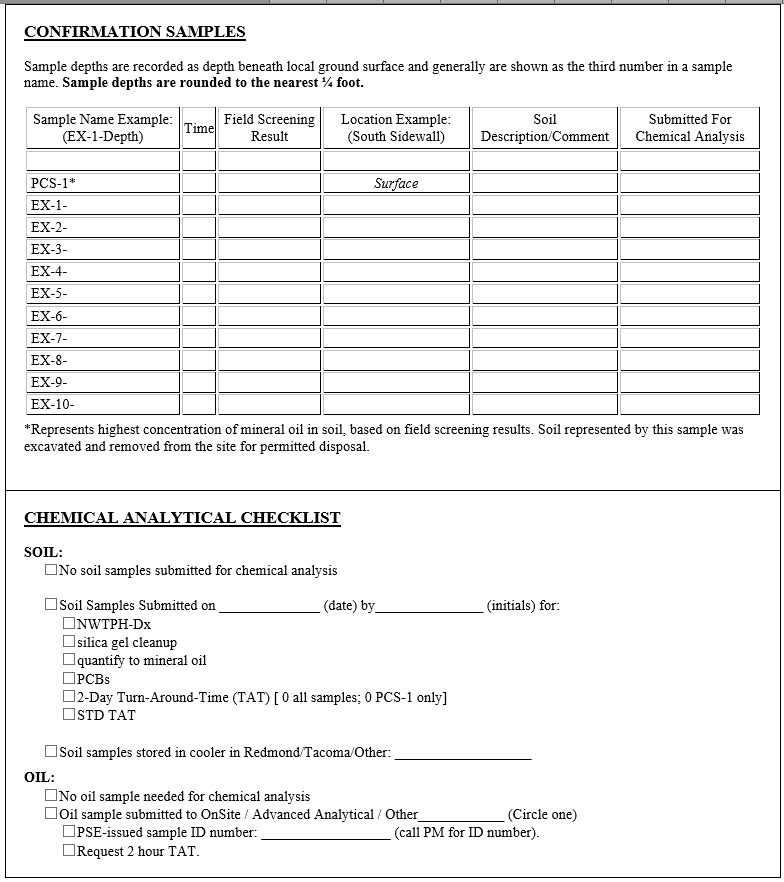 CONFIRMATION SAMPLES
Sample depths are recorded as depth beneath local ground surface and generally are shown as the third number in a sample
name. Sample depths are rounded to the nearest ¼ foot.
Sample Name Example: (EX-1-Depth) Time Field Screening Result Location Example: (South Sidewall) Soil Description/Comment Submitted For Chemical Analysis
PCS-1* Surface
EX-1-
EX-2-
EX-3-
EX-4-
EX-5-
EX-6-
EX-7-
EX-8-
EX-9-
EX-10-
*Represents highest concentration of mineral oil in soil, based on field screening results. Soil represented by this sample was
excavated and removed from the site for permitted disposal.
CHEMICAL ANALYTICAL CHECKLIST
SOIL:
☐No soil samples submitted for chemical analysis
☐Soil Samples Submitted on ______________ (date) by_______________ (initials) for:
☐NWTPH-Dx
☐silica gel cleanup
☐quantify to mineral oil
☐PCBs
☐2-Day Turn-Around-Time (TAT) [ 0 all samples; 0 PCS-1 only]
☐STD TAT
☐Soil samples stored in cooler in Redmond/Tacoma/Other: ___________________
OIL:
☐No oil sample needed for chemical analysis
☐Oil sample submitted to OnSite / Advanced Analytical / Other____________ (Circle one)
☐PSE-issued sample ID number: __________________ (call PM for ID number).
☐Request 2 hour TAT.